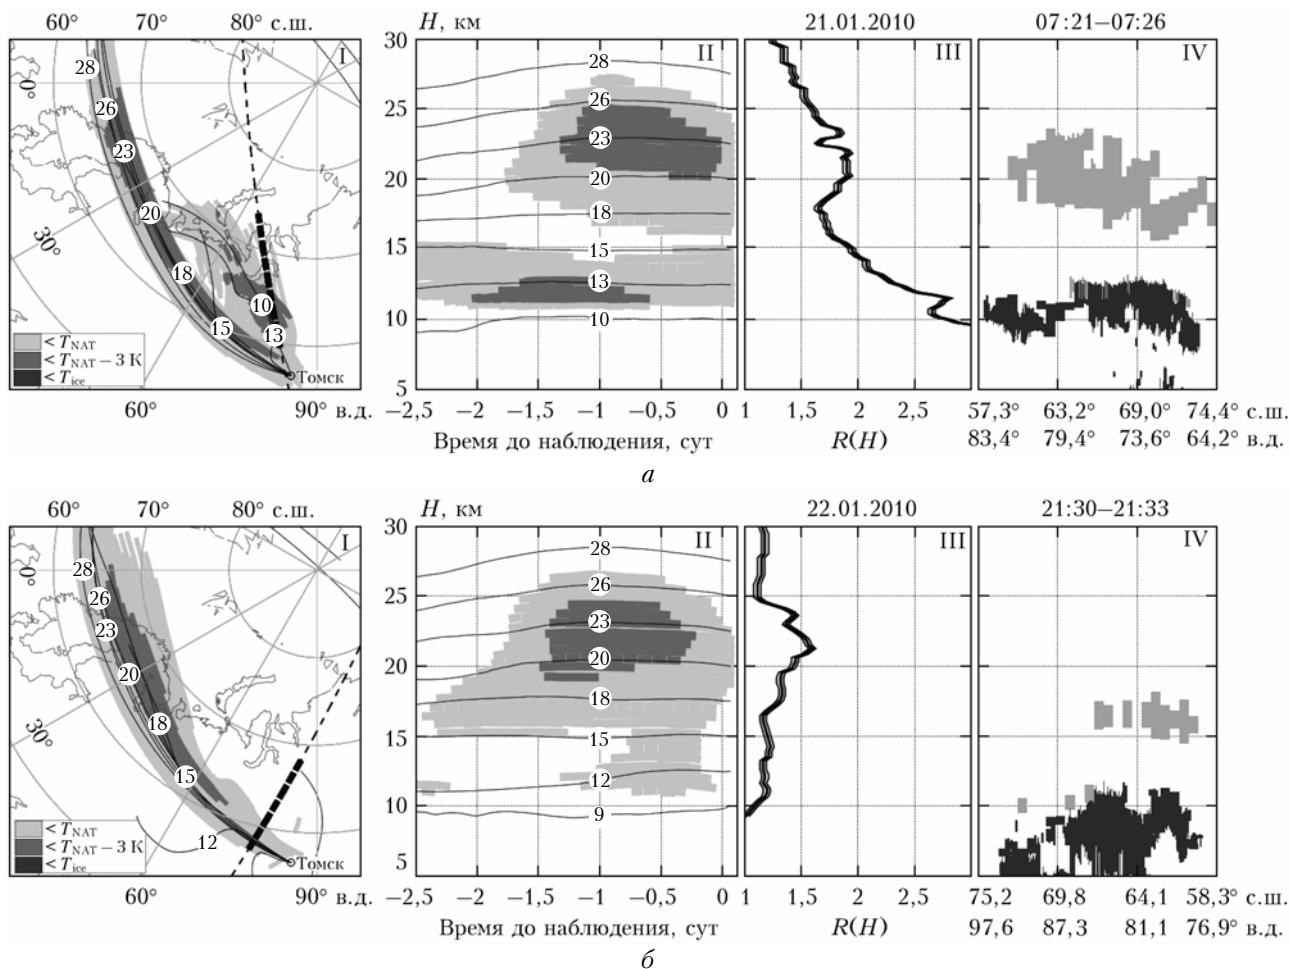 60° 70° 80° с.ш. H, км 21.01.2010 07:21—07:26
I II III IV
30
25
20
15
10
5
28
26
23
20
18
15
13
10
0°
30°
28
26
23
20
18
15
13
10
< T_NAT
< T_NAT − 3 К
< T_ice
Томск
60° 90° в.д. −2,5 −2 −1,5 −1 −0,5 0 1 1,5 2 2,5 57,3° 63,2° 69,0° 74,4° с.ш.
Время до наблюдения, сут R(H) 83,4° 79,4° 73,6° 64,2° в.д.
а
60° 70° 80° с.ш. H, км 22.01.2010 21:30—21:33
I II III IV
30
25
20
15
10
5
28
26
23
20
18
15
12
0°
30°
28
26
23
20
18
15
12
9
< T_NAT
< T_NAT − 3 К
< T_ice
Томск
60° 90° в.д. −2,5 −2 −1,5 −1 −0,5 0 1 1,5 2 2,5 75,2 69,8 64,1 58,3° с.ш.
Время до наблюдения, сут R(H) 97,6 87,3 81,1 76,9° в.д.
б